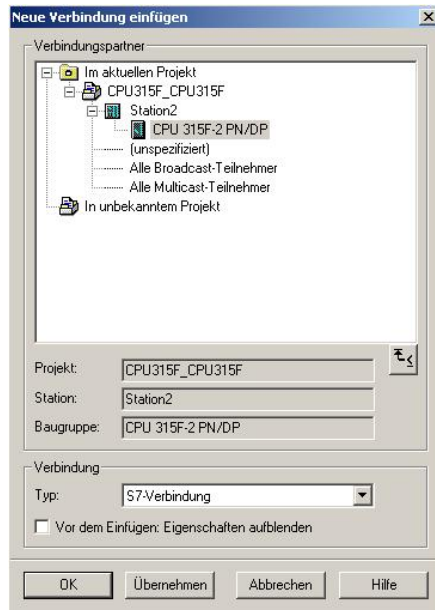 Neue Verbindung einfügen
Verbindungspartner
Im aktuellen Projekt
CPU315F_CPU315F
Station2
CPU 315F-2 PN/DP
(unspezifiziert)
Alle Broadcast-Teilnehmer
Alle Multicast-Teilnehmer
In unbekanntem Projekt
Projekt: CPU315F_CPU315F
Station: Station2
Baugruppe: CPU 315F-2 PN/DP
Verbindung
Typ: S7-Verbindung
Vor dem Einfügen: Eigenschaften aufblenden
OK Übernehmen Abbrechen Hilfe